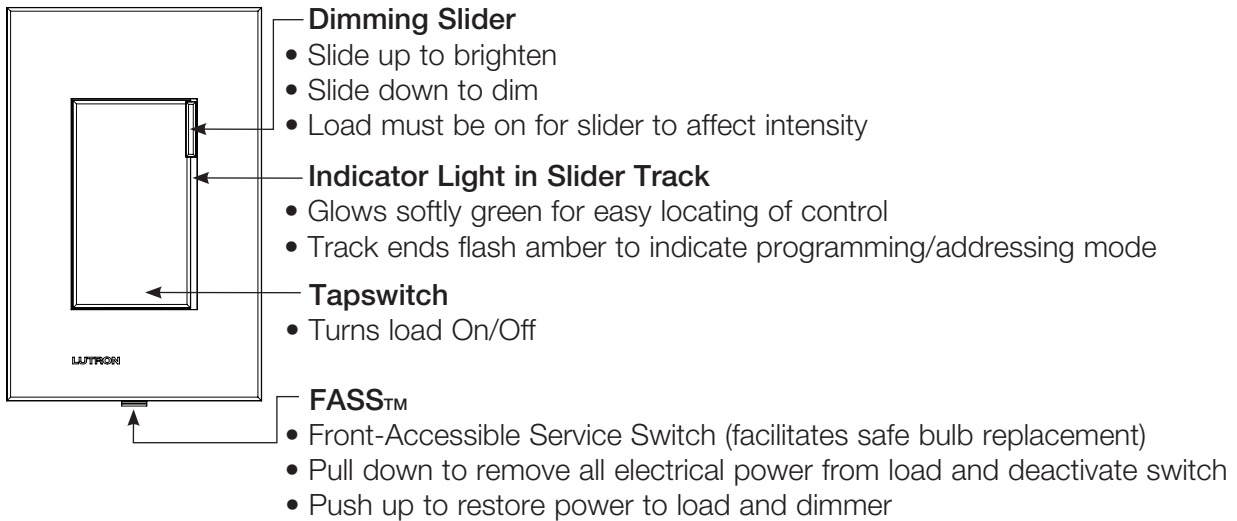 Dimming Slider
• Slide up to brighten
• Slide down to dim
• Load must be on for slider to affect intensity
Indicator Light in Slider Track
• Glows softly green for easy locating of control
• Track ends flash amber to indicate programming/addressing mode
Tapswitch
• Turns load On/Off
LUTRON
FASS™
• Front-Accessible Service Switch (facilitates safe bulb replacement)
• Pull down to remove all electrical power from load and deactivate switch
• Push up to restore power to load and dimmer